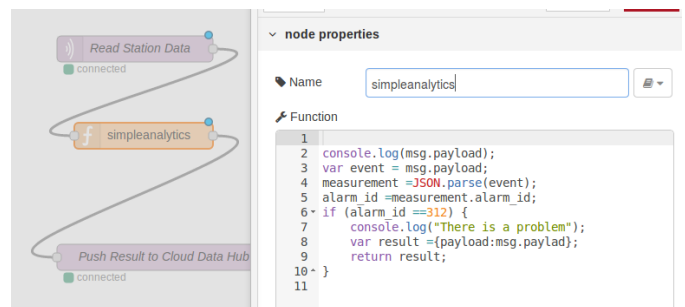 Read Station Data
connected
simpleanalytics
Push Result to Cloud Data Hub
connected
node properties
Name
simpleanalytics
Function
1
2 console.log(msg.payload);
3 var event = msg.payload;
4 measurement =JSON.parse(event);
5 alarm_id =measurement.alarm_id;
6 if (alarm_id ==312) {
7 console.log("There is a problem");
8 var result ={payload:msg.paylad};
9 return result;
10 }
11